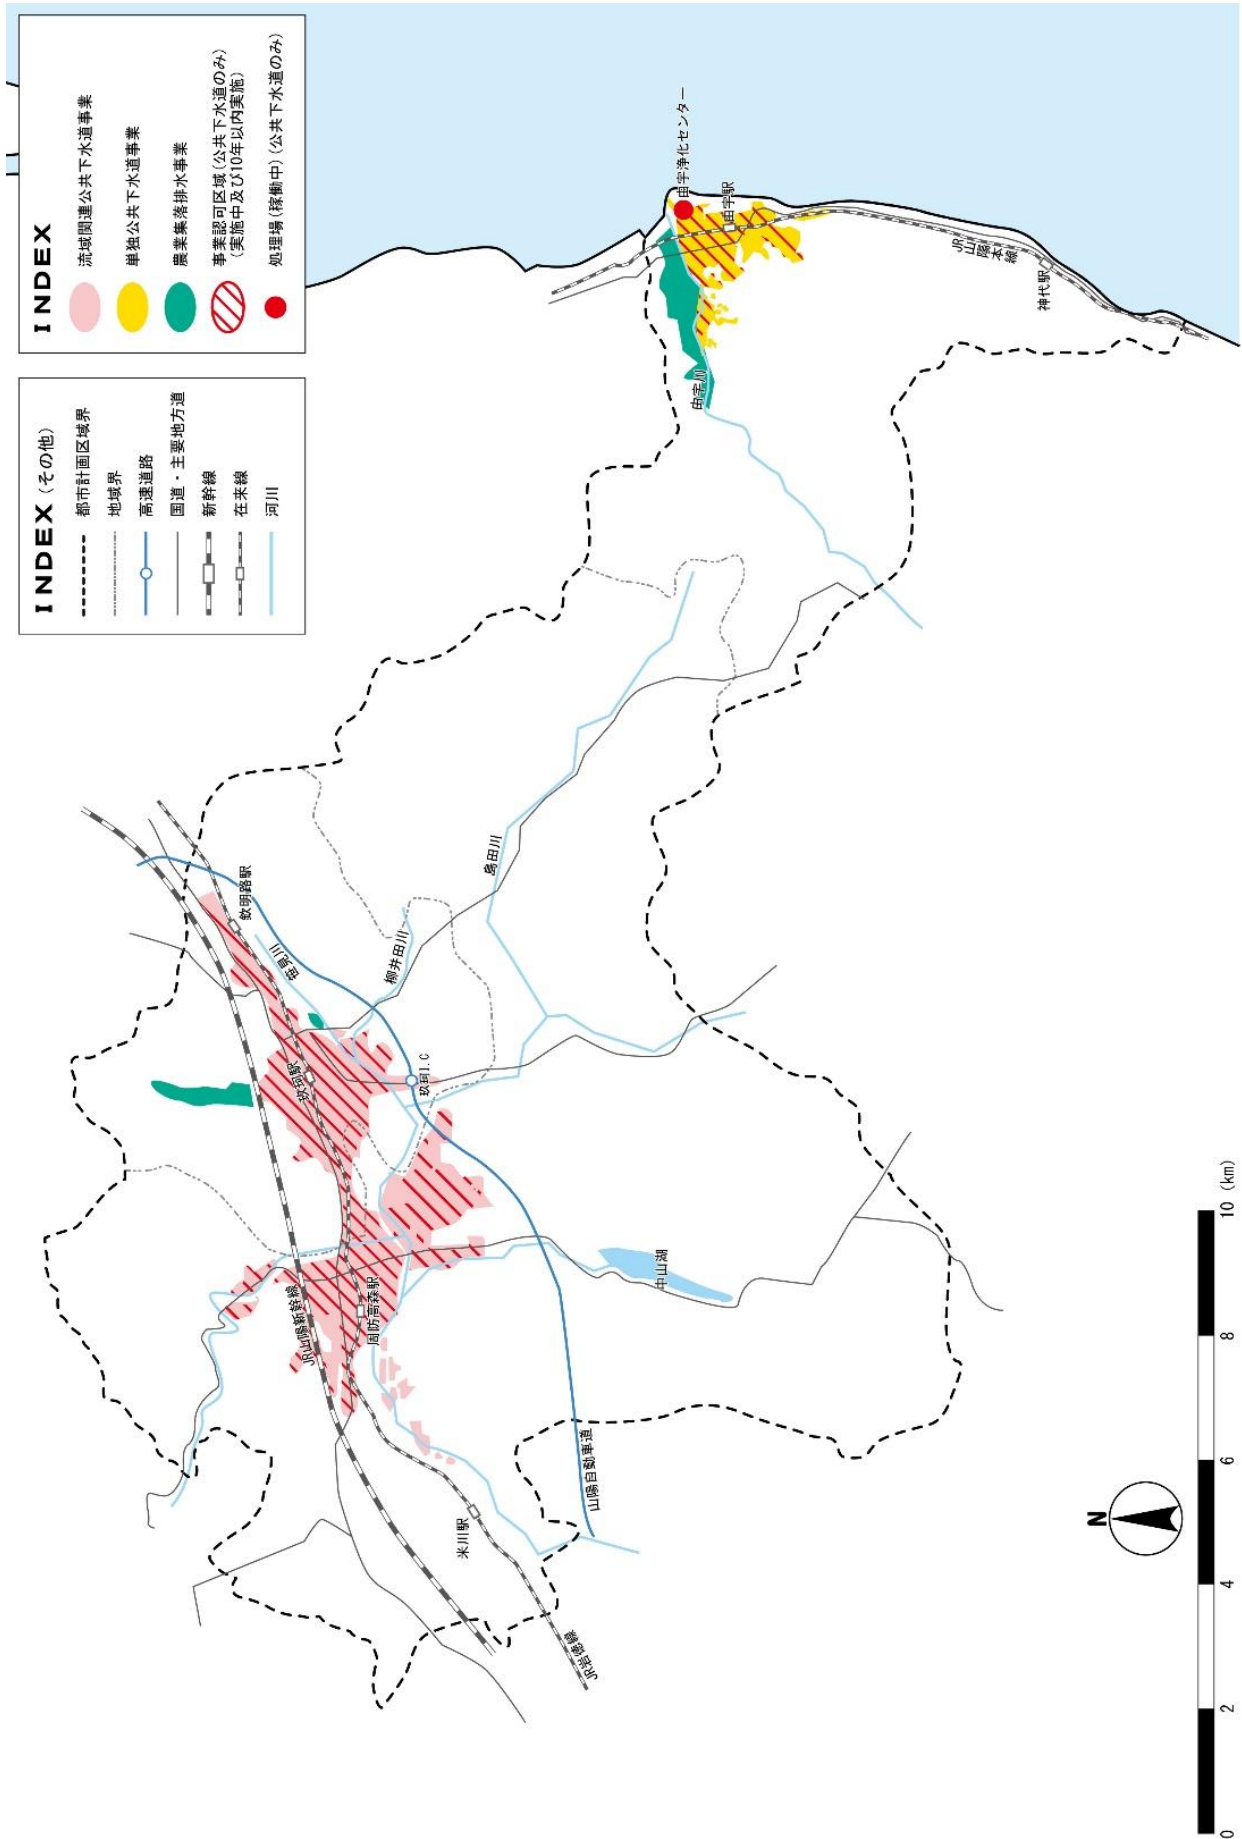 INDEX
流域関連公共下水道事業
単独公共下水道事業
農業集落排水事業
事業認可区域(公共下水道のみ)
(実施中及び10年以内実施)
処理場(稼働中)(公共下水道のみ)
INDEX (その他)
都市計画区域界
地域界
高速道路
国道・主要地方道
新幹線
在来線
河川
欽明路駅
笹見川
柳井田川
島田川
玖珂駅
玖珂I.C
JR山陽新幹線
周防高森駅
中山湖
山陽自動車道
米川駅
JR岩徳線
由宇川
由宇浄化センター
由宇駅
JR山陽本線
神代駅
N
0 2 4 6 8 10 (km)